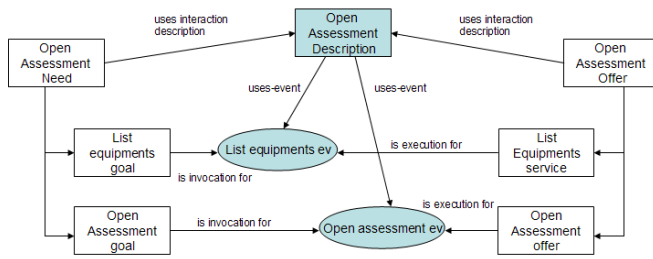 uses interaction
description
Open
Assessment
Description
uses interaction
description
Open
Assessment
Need
Open
Assessment
Offer
uses-event
uses-event
List
equipments
goal
List equipments ev
is execution for
List
Equipments
service
is invocation for
is execution for
Open
Assessment
goal
is invocation for
Open assessment ev
Open
Assessment
offer